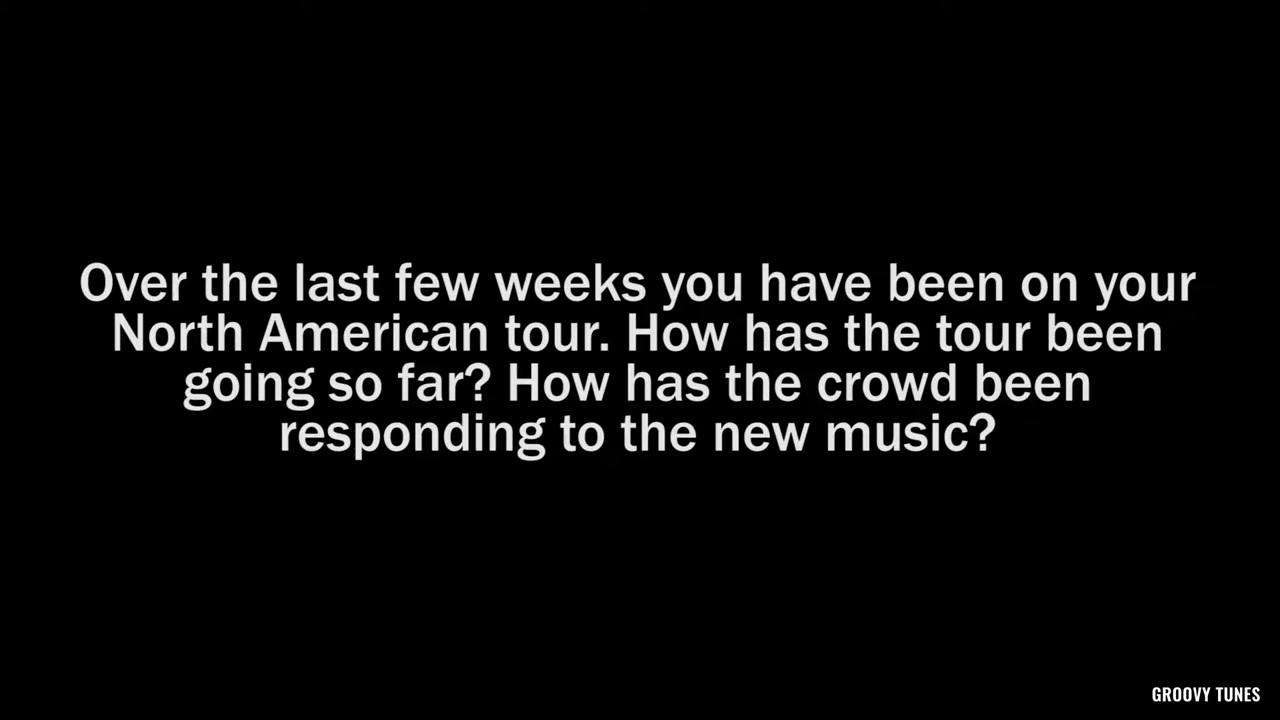 Over the last few weeks you have been on your
North American tour. How has the tour been
going so far? How has the crowd been
responding to the new music?
GROOVY TUNES